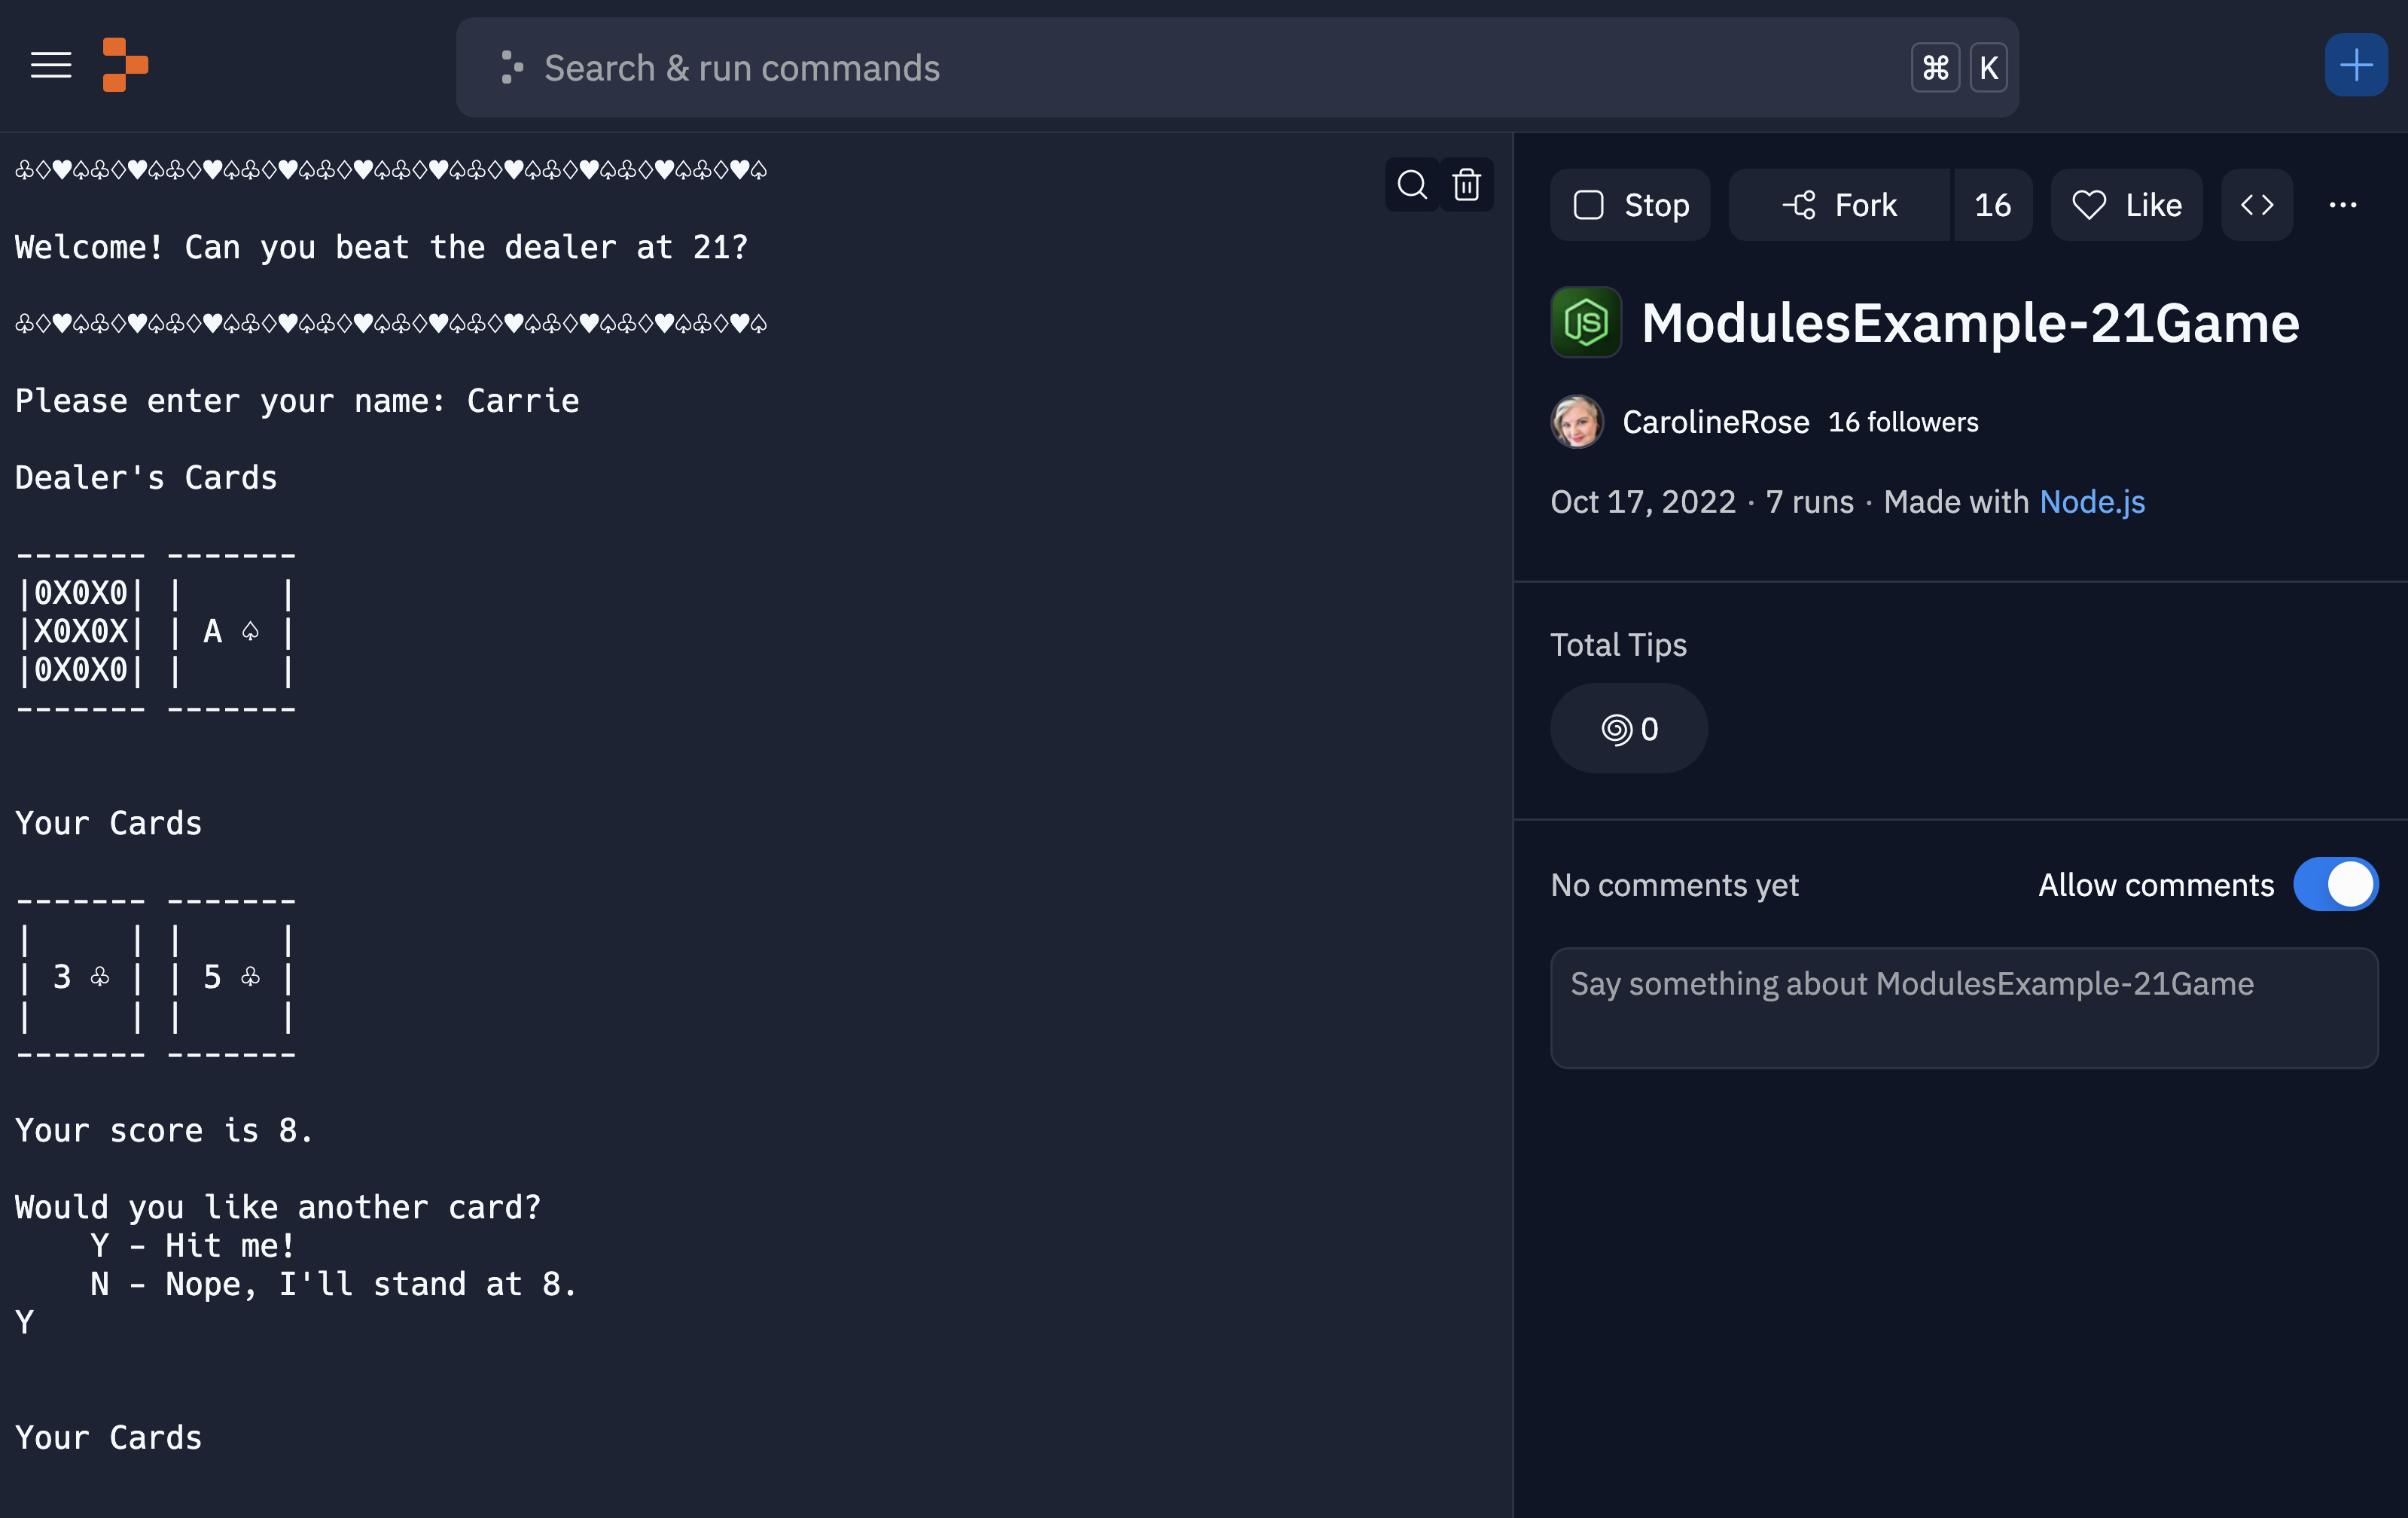 Search & run commands ⌘ K
♧♢♥♤♧♢♥♤♧♢♥♤♧♢♥♤♧♢♥♤♧♢♥♤♧♢♥♤♧♢♥♤♧♢♥♤♧♢♥♤
Welcome! Can you beat the dealer at 21?
♧♢♥♤♧♢♥♤♧♢♥♤♧♢♥♤♧♢♥♤♧♢♥♤♧♢♥♤♧♢♥♤♧♢♥♤♧♢♥♤
Please enter your name: Carrie
Dealer's Cards
------- -------
|0X0X0| |     |
|X0X0X| | A ♤ |
|0X0X0| |     |
------- -------
Your Cards
------- -------
|     | |     |
| 3 ♧ | | 5 ♧ |
|     | |     |
------- -------
Your score is 8.
Would you like another card?
    Y - Hit me!
    N - Nope, I'll stand at 8.
Y
Your Cards
Stop Fork 16 Like
JS ModulesExample-21Game
CarolineRose 16 followers
Oct 17, 2022 · 7 runs · Made with Node.js
Total Tips
0
No comments yet Allow comments
Say something about ModulesExample-21Game